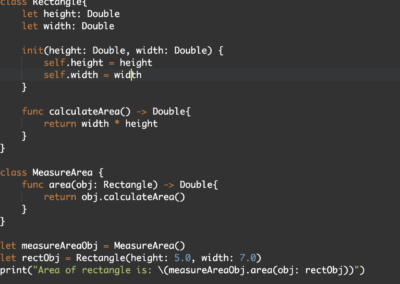 class Rectangle{
let height: Double
let width: Double
init(height: Double, width: Double) {
self.height = height
self.width = width
}
func calculateArea() -> Double{
return width * height
}
}
class MeasureArea {
func area(obj: Rectangle) -> Double{
return obj.calculateArea()
}
}
let measureAreaObj = MeasureArea()
let rectObj = Rectangle(height: 5.0, width: 7.0)
print("Area of rectangle is: \(measureAreaObj.area(obj: rectObj))")